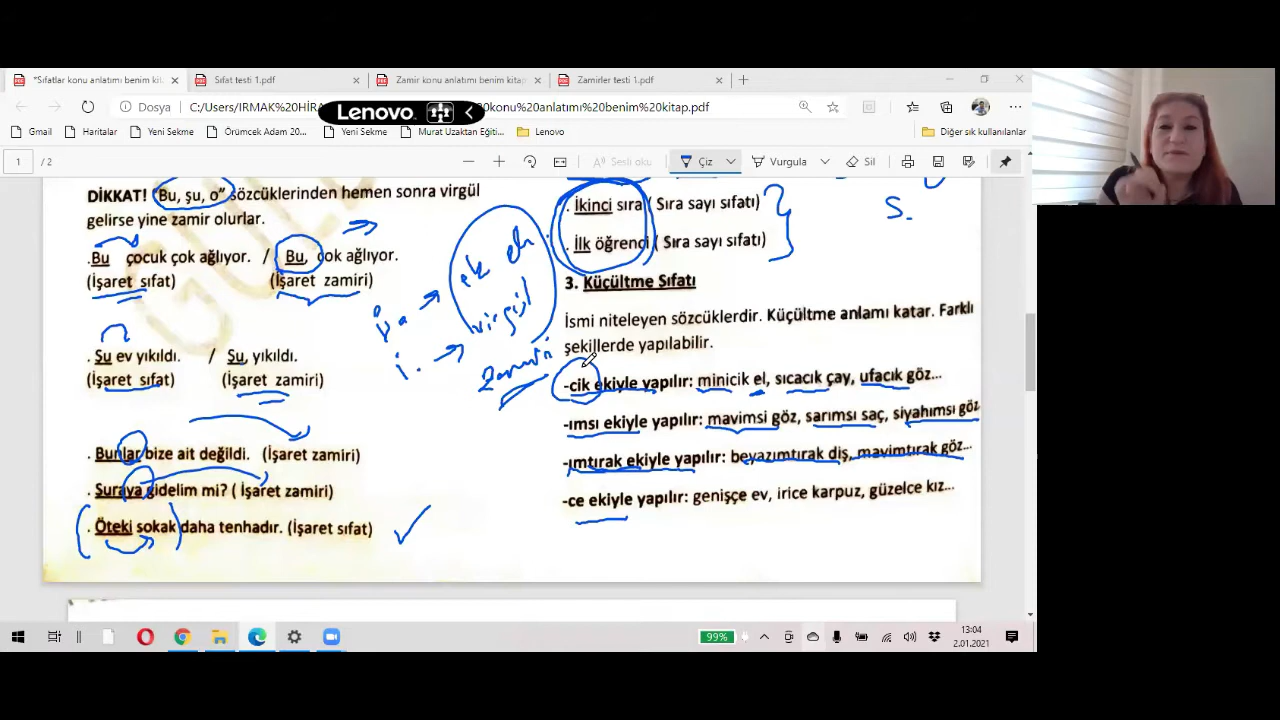 *Sıfatlar konu anlatımı benim kit
Sıfat testi 1.pdf
Zamir konu anlatımı benim kitap
Zamirler testi 1.pdf
Dosya
C:/Users/IRMAK%20HİRA
Lenovo
konu%20anlatımı%20benim%20kitap.pdf
Gmail
Haritalar
Yeni Sekme
Örümcek Adam 20...
Yeni Sekme
Murat Uzaktan Eğiti...
Lenovo
Diğer sık kullanılanlar
1 /2
Sesli oku
Çiz
Vurgula
Sil
DİKKAT! "Bu, şu, o" sözcüklerinden hemen sonra virgül
gelirse yine zamir olurlar.
.Bu çocuk çok ağlıyor. / Bu, çok ağlıyor.
(İşaret sıfat) (İşaret zamiri)
. Şu ev yıkıldı. / Şu, yıkıldı.
(İşaret sıfat) (İşaret zamiri)
. Bunlar bize ait değildi. (İşaret zamiri)
. Şuraya gidelim mi? ( İşaret zamiri)
. Öteki sokak daha tenhadır. (İşaret sıfat)
ek
virgül
zamiri
. İkinci sıra ( Sıra sayı sıfatı)
. İlk öğrenci ( Sıra sayı sıfatı)
S.
3. Küçültme Sıfatı
İsmi niteleyen sözcüklerdir. Küçültme anlamı katar. Farklı
şekillerde yapılabilir.
-cik ekiyle yapılır: minicik el, sıcacık çay, ufacık göz...
-ımsı ekiyle yapılır: mavimsi göz, sarımsı saç, siyahımsı göz
-ımtırak ekiyle yapılır: beyazımtırak diş, mavimtırak göz...
-ce ekiyle yapılır: genişçe ev, irice karpuz, güzelce kız...
99%
13:04
2.01.2021